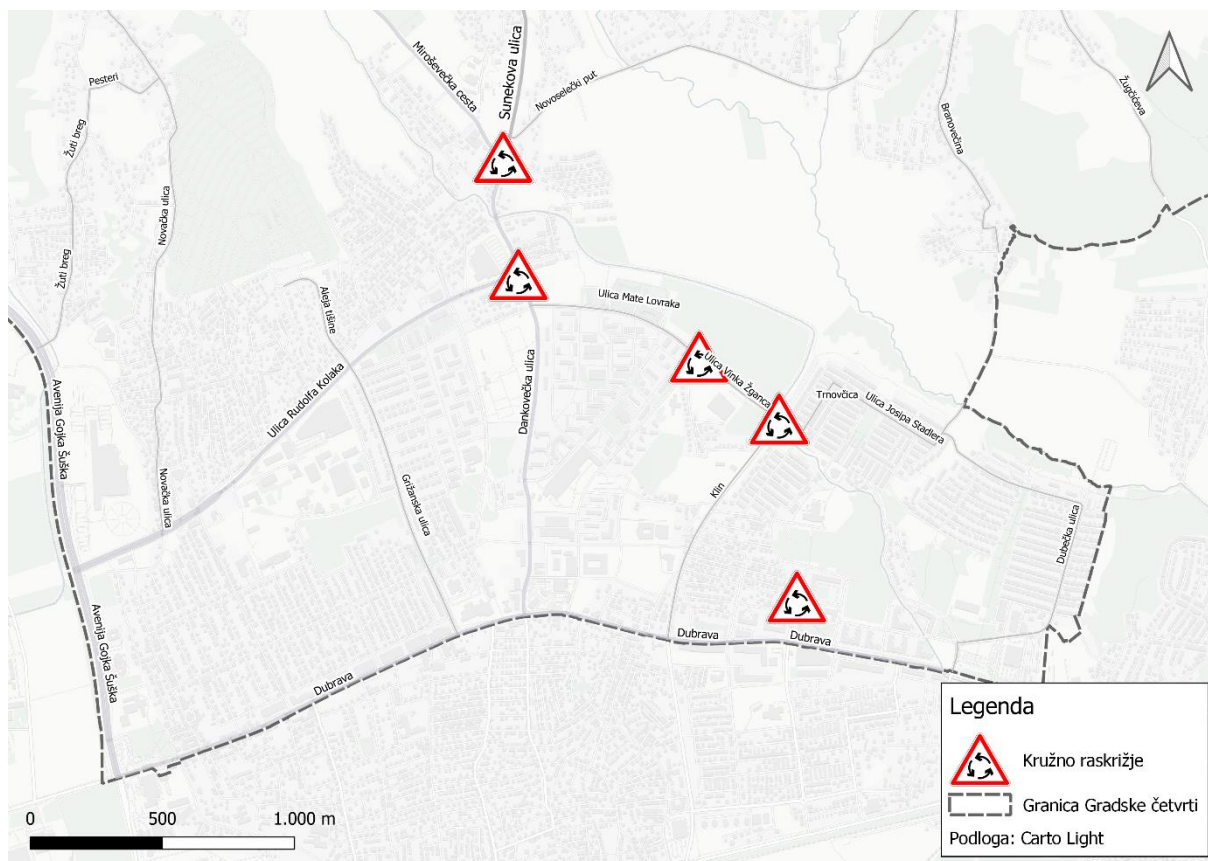 Miroševečka cesta
Sunekova ulica
Novoselečki put
Pesteri
Žuti breg
Branovečina
Žugčićeva
Novačka ulica
Žuti breg
Aleja tišine
Ulica Mate Lovraka
Avenija Gojka Šuška
Ulica Rudolfa Kolaka
Dankovečka ulica
Ulica Vinka Žganca
Trnovčica
Ulica Josipa Stadlera
Novačka ulica
Grižanska ulica
Klin
Dubečka ulica
Avenija Gojka Šuška
Dubrava
Dubrava
Dubrava
Legenda
Kružno raskrižje
Granica Gradske četvrti
Podloga: Carto Light
0 500 1.000 m